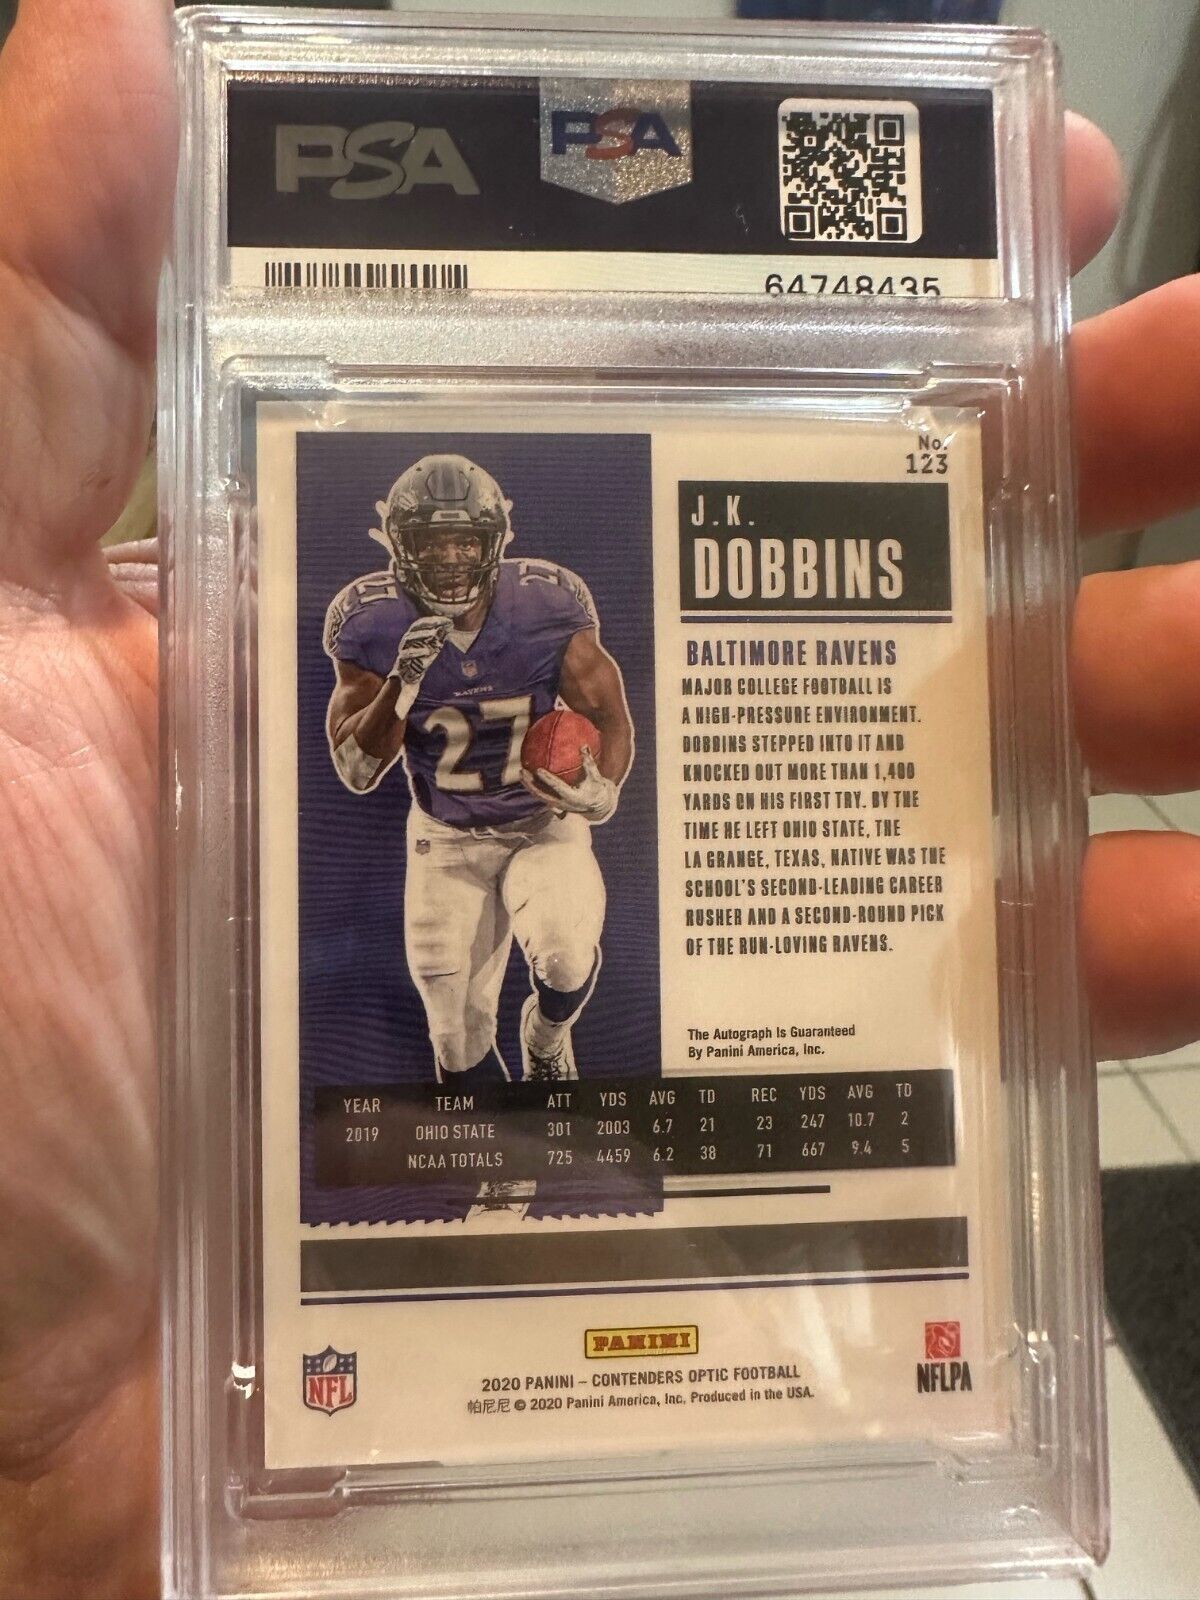 PSA
PSA
64748435
No.
123
J.K.
DOBBINS
BALTIMORE RAVENS
MAJOR COLLEGE FOOTBALL IS
A HIGH-PRESSURE ENVIRONMENT.
DOBBINS STEPPED INTO IT AND
KNOCKED OUT MORE THAN 1,400
YARDS ON HIS FIRST TRY. BY THE
TIME HE LEFT OHIO STATE, THE
LA GRANGE, TEXAS, NATIVE WAS THE
SCHOOL'S SECOND-LEADING CAREER
RUSHER AND A SECOND-ROUND PICK
OF THE RUN-LOVING RAVENS.
27
27
RAVENS
27
The Autograph Is Guaranteed
By Panini America, Inc.
YEAR TEAM ATT YDS AVG TD REC YDS AVG TD
2019 OHIO STATE 301 2003 6.7 21 23 247 10.7 2
NCAA TOTALS 725 4459 6.2 38 71 667 9.4 5
NFL
PANINI
2020 PANINI – CONTENDERS OPTIC FOOTBALL
帕尼尼 © 2020 Panini America, Inc. Produced in the USA.
NFLPA